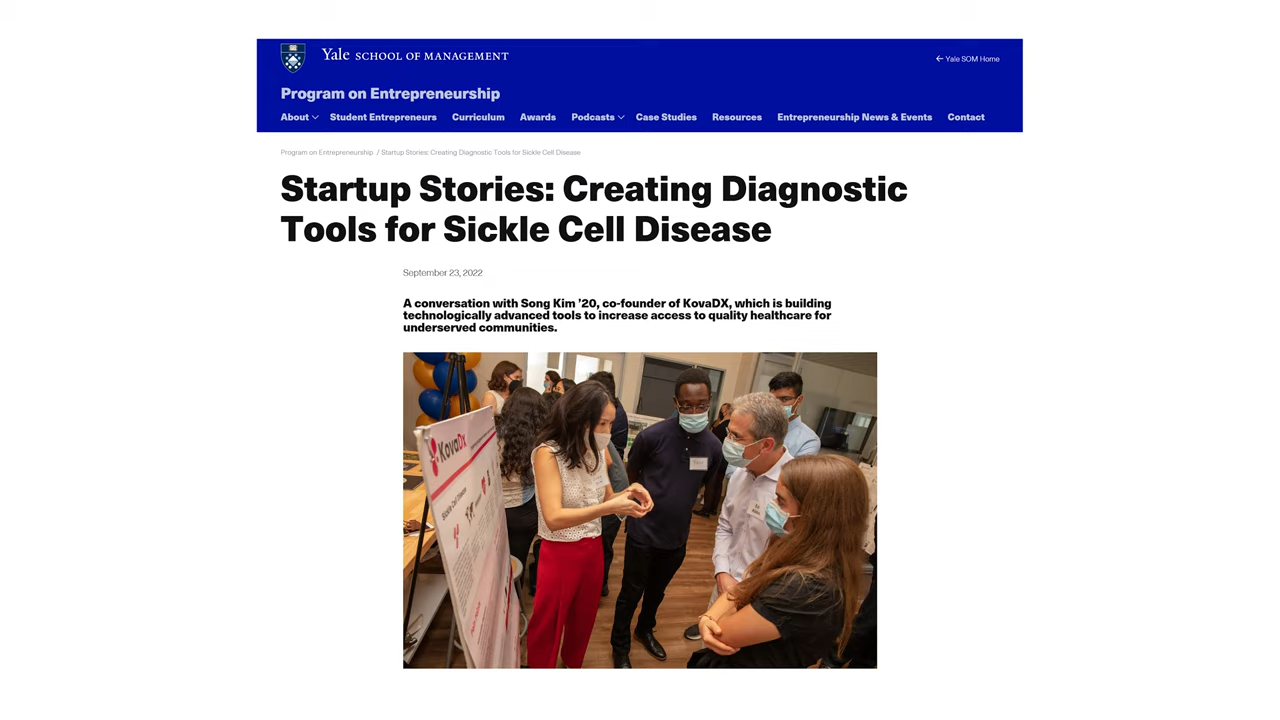 Yale SCHOOL OF MANAGEMENT
← Yale SOM Home
Program on Entrepreneurship
About Student Entrepreneurs Curriculum Awards Podcasts Case Studies Resources Entrepreneurship News & Events Contact
Program on Entrepreneurship / Startup Stories: Creating Diagnostic Tools for Sickle Cell Disease
Startup Stories: Creating Diagnostic
Tools for Sickle Cell Disease
September 23, 2022
A conversation with Song Kim '20, co-founder of KovaDX, which is building
technologically advanced tools to increase access to quality healthcare for
underserved communities.
KovaDx
Sickle Cell Disease